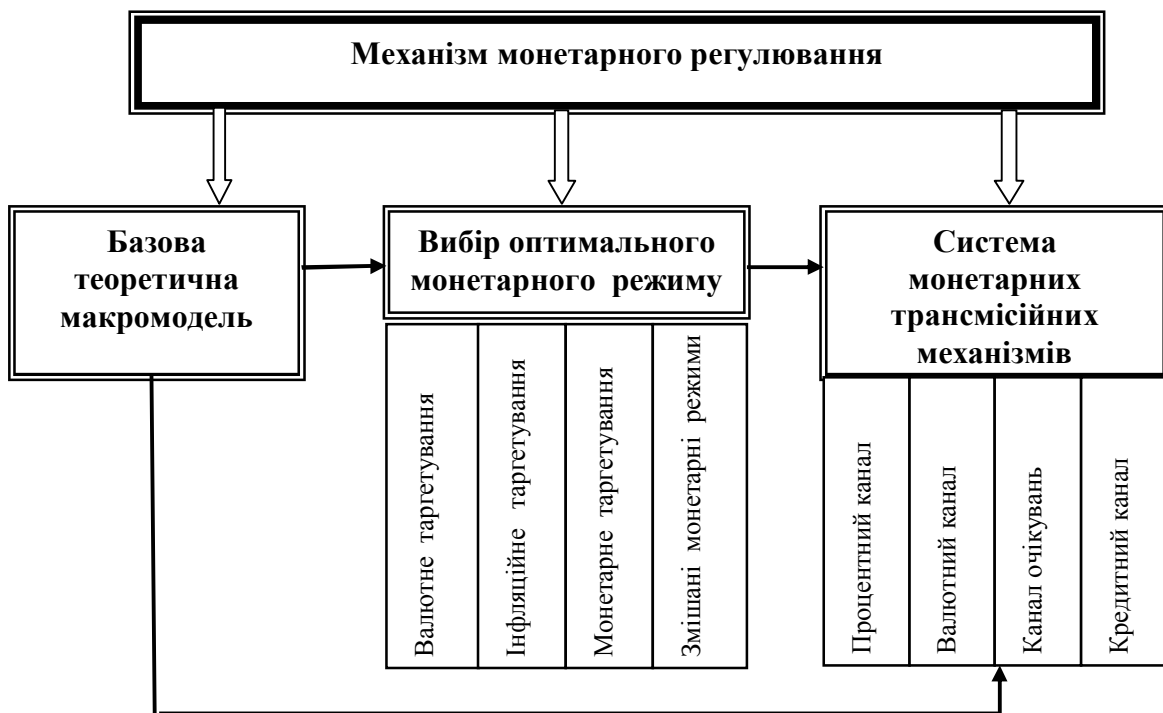 Механізм монетарного регулювання
Базова
теоретична
макромодель
Вибір оптимального
монетарного режиму
Система
монетарних
трансмісійних
механізмів
Валютне таргетування
Інфляційне таргетування
Монетарне таргетування
Змішані монетарні режими
Процентний канал
Валютний канал
Канал очікувань
Кредитний канал